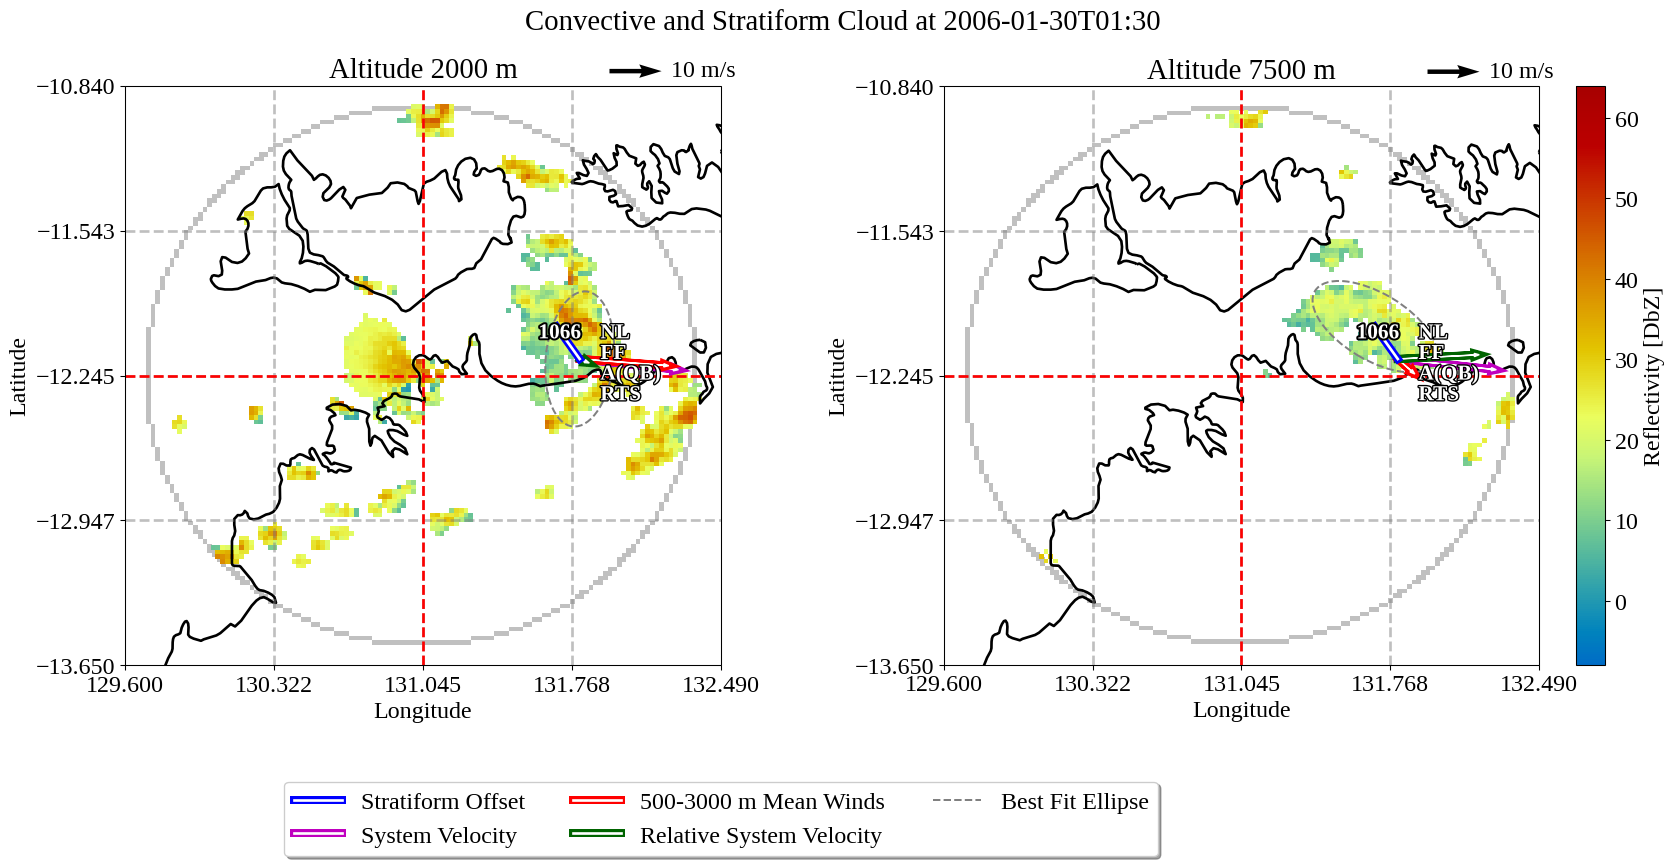 Convective and Stratiform Cloud at 2006-01-30T01:30
Altitude 2000 m
10 m/s
Altitude 7500 m
10 m/s
−10.840
−11.543
−12.245
−12.947
−13.650
129.600
130.322
131.045
131.768
132.490
Latitude
Longitude
1066
NL
FF
A(QB)
RTS
−10.840
−11.543
−12.245
−12.947
−13.650
129.600
130.322
131.045
131.768
132.490
Latitude
Longitude
1066
NL
FF
A(QB)
RTS
60
50
40
30
20
10
0
Reflectivity [DbZ]
Stratiform Offset
System Velocity
500-3000 m Mean Winds
Relative System Velocity
Best Fit Ellipse